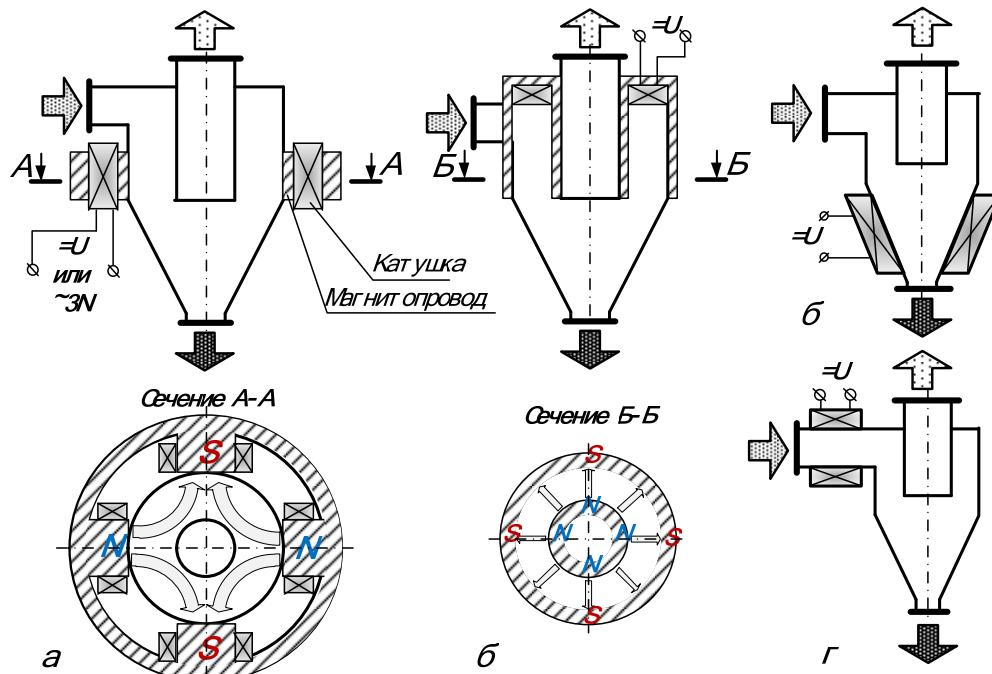 =U
А
А
Б
Б
=U
или
~3N
Катушка
Магнитопровод
=U
б
Сечение А-А
Сечение Б-Б
=U
S
N
N
S
S
N
S
N
N
S
N
S
а
б
г